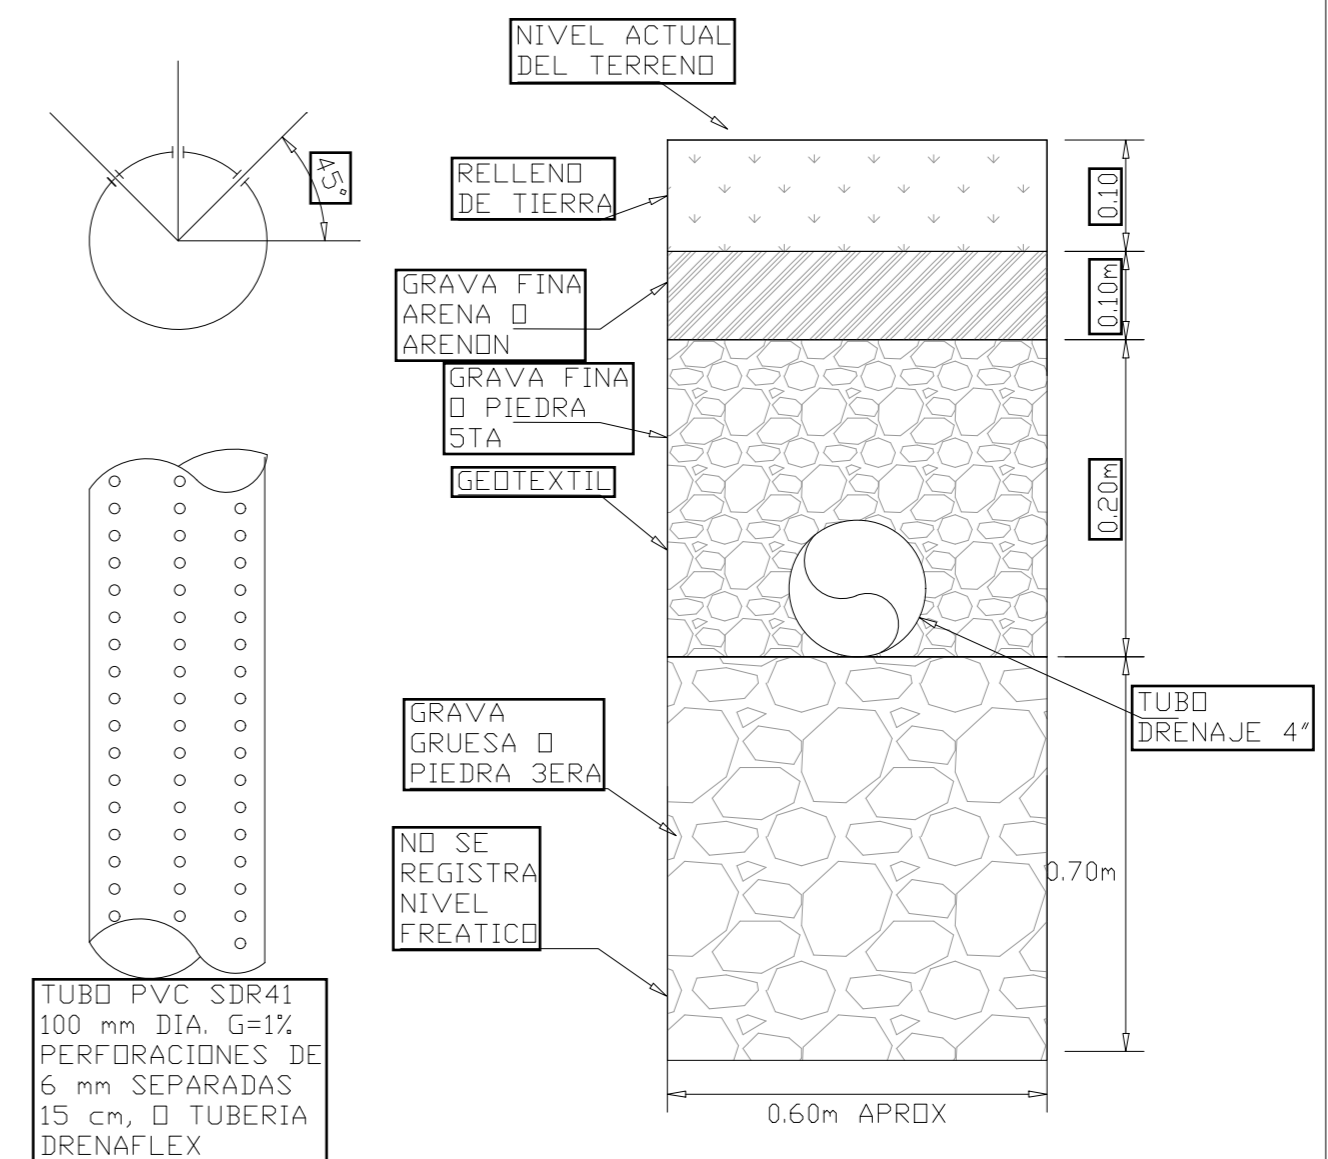 NIVEL ACTUAL
DEL TERRENO
45°
RELLENO
DE TIERRA
0.10
GRAVA FINA
ARENA O
ARENON
0.10m
GRAVA FINA
O PIEDRA
5TA
GEOTEXTIL
0.20m
TUBO
DRENAJE 4"
GRAVA
GRUESA O
PIEDRA 3ERA
NO SE
REGISTRA
NIVEL
FREATICO
0.70m
TUBO PVC SDR41
100 mm DIA. G=1%
PERFORACIONES DE
6 mm SEPARADAS
15 cm, O TUBERIA
DRENAFLEX
0.60m APROX